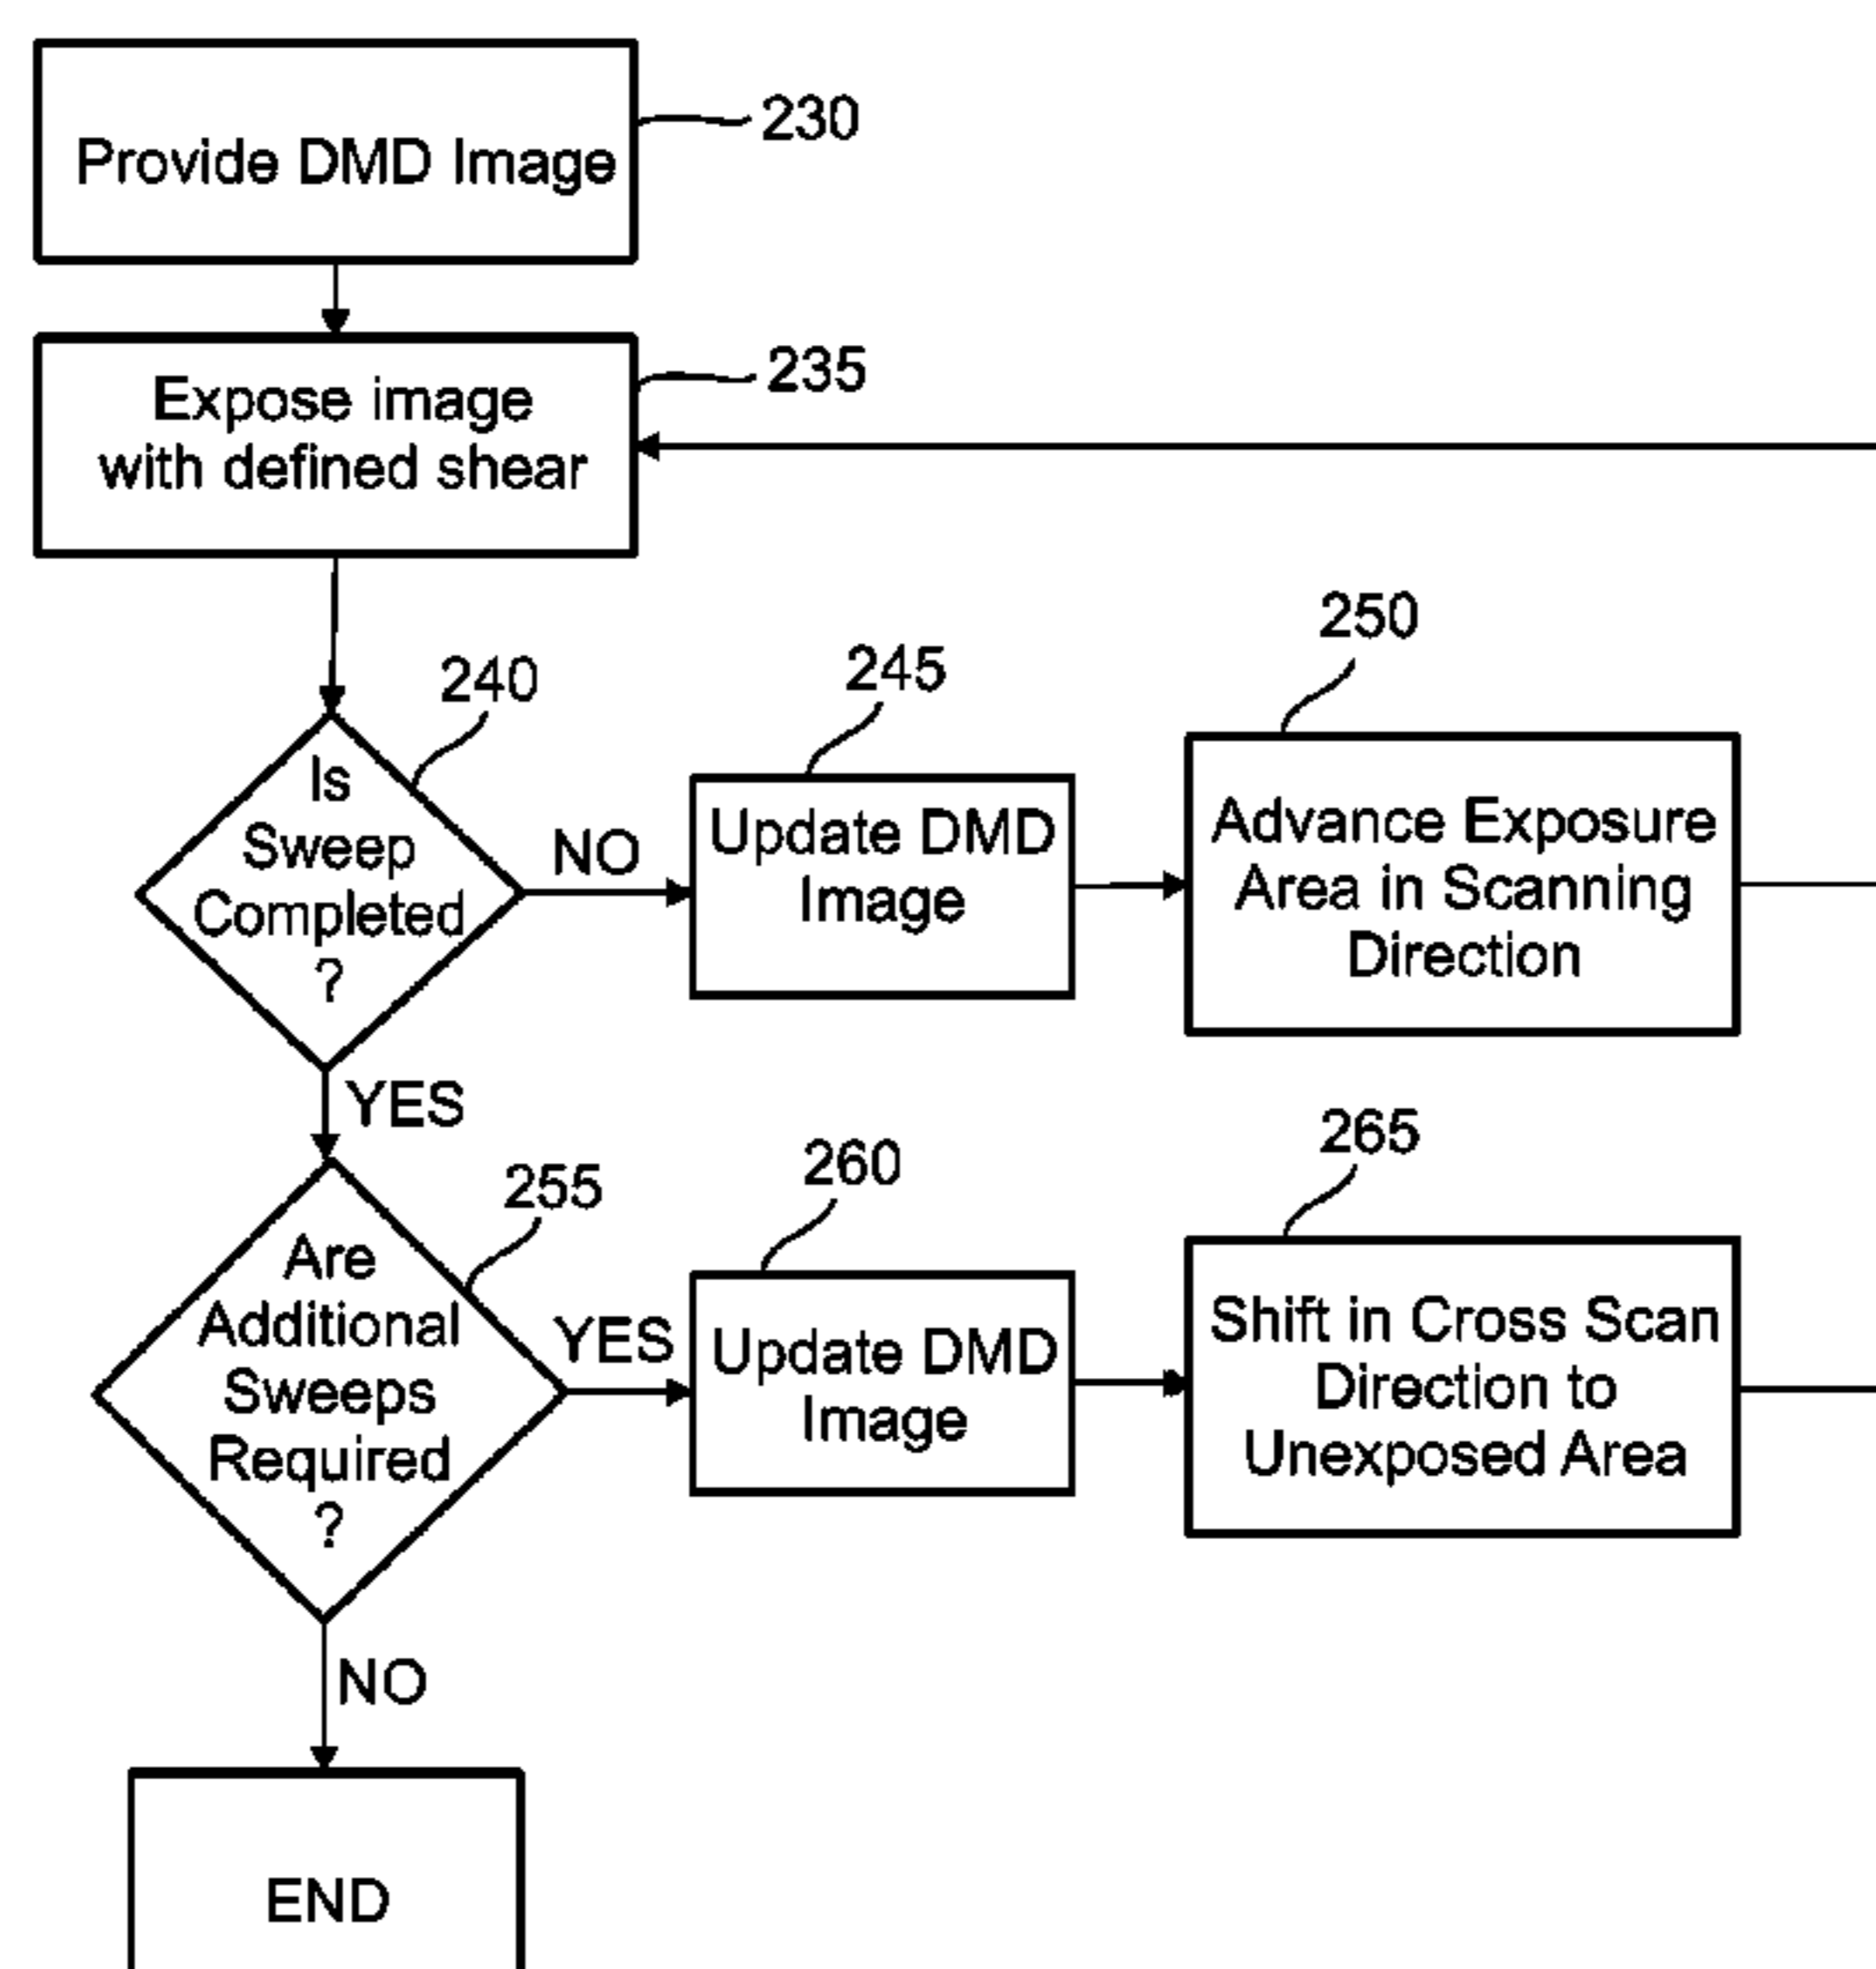 230
Provide DMD Image
235
Expose image
with defined shear
240
Is
Sweep
Completed
?
NO
245
Update DMD
Image
250
Advance Exposure
Area in Scanning
Direction
YES
255
Are
Additional
Sweeps
Required
?
YES
260
Update DMD
Image
265
Shift in Cross Scan
Direction to
Unexposed Area
NO
END